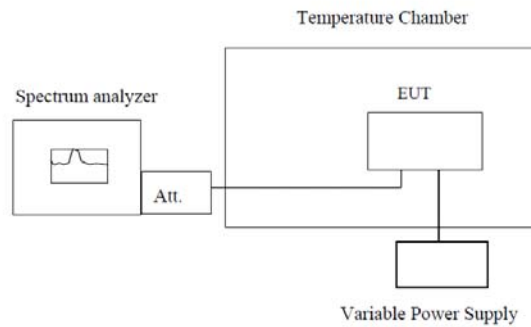 Temperature Chamber
Spectrum analyzer
EUT
Att.
Variable Power Supply